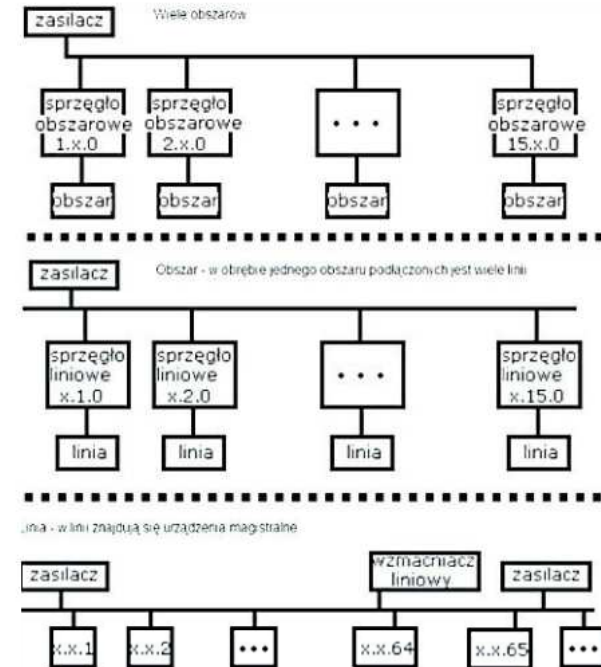 zasilacz
Wiele obszarow
sprzęgło obszarowe 1.x.0
sprzęgło obszarowe 2.x.0
• • •
sprzęgło obszarowe 15.x.0
obszar
obszar
obszar
obszar
zasilacz
Obszar - w obrębie jednego obszaru podłączonych jest wiele linii
sprzęgło liniowe x.1.0
sprzęgło liniowe x.2.0
• • •
sprzęgło liniowe x.15.0
linia
linia
linia
linia
inia - w linii znajdują się urządzenia magistralne
zasilacz
wzmacniacz liniowy
zasilacz
x.x.1
x.x.2
•••
x.x.64
x.x.65
•••